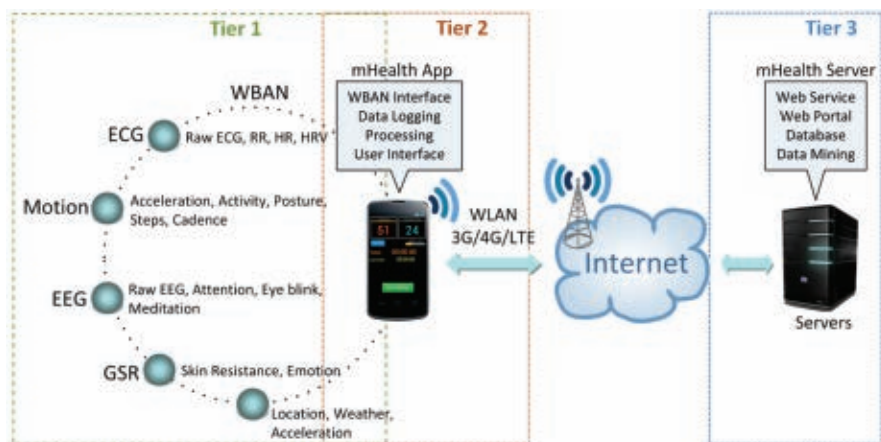 Tier 1
Tier 2
Tier 3
mHealth App
WBAN Interface
Data Logging
Processing
User Interface
mHealth Server
Web Service
Web Portal
Database
Data Mining
WBAN
ECG
Raw ECG, RR, HR, HRV
Motion
Acceleration, Activity, Posture,
Steps, Cadence
51 24
WLAN
3G/4G/LTE
Internet
EEG
Raw EEG, Attention, Eye blink,
Meditation
Servers
GSR
Skin Resistance, Emotion
Location, Weather,
Acceleration